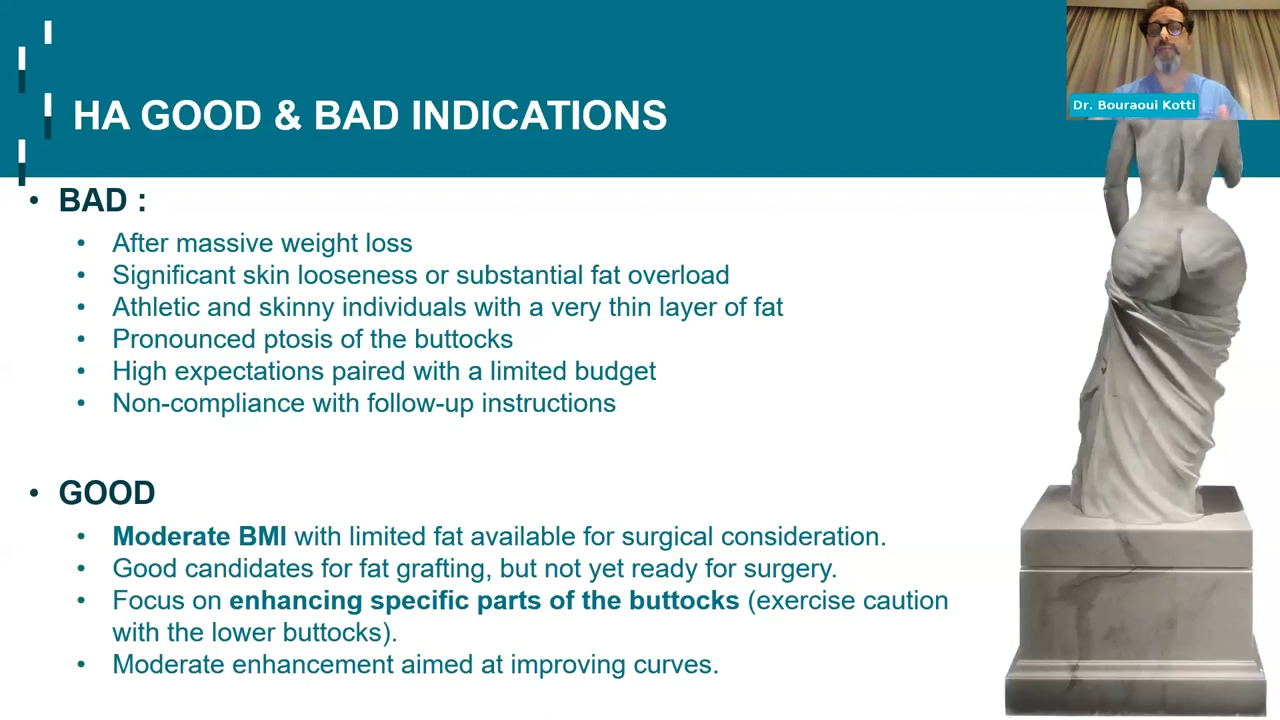 Dr. Bouraoui Kotti
HA GOOD & BAD INDICATIONS
• BAD :
• After massive weight loss
• Significant skin looseness or substantial fat overload
• Athletic and skinny individuals with a very thin layer of fat
• Pronounced ptosis of the buttocks
• High expectations paired with a limited budget
• Non-compliance with follow-up instructions
• GOOD
• Moderate BMI with limited fat available for surgical consideration.
• Good candidates for fat grafting, but not yet ready for surgery.
• Focus on enhancing specific parts of the buttocks (exercise caution
with the lower buttocks).
• Moderate enhancement aimed at improving curves.